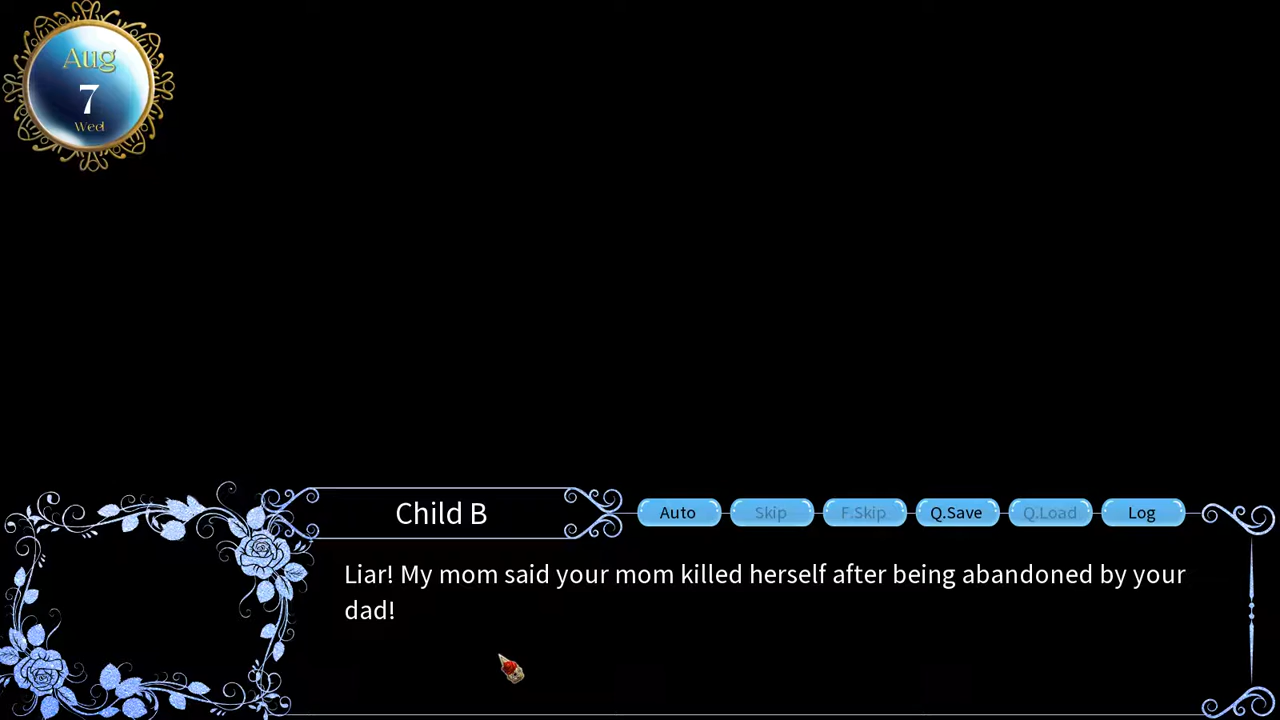 Aug
7
Wed
Child B
Auto
Skip
F.Skip
Q.Save
Q.Load
Log
Liar! My mom said your mom killed herself after being abandoned by your
dad!